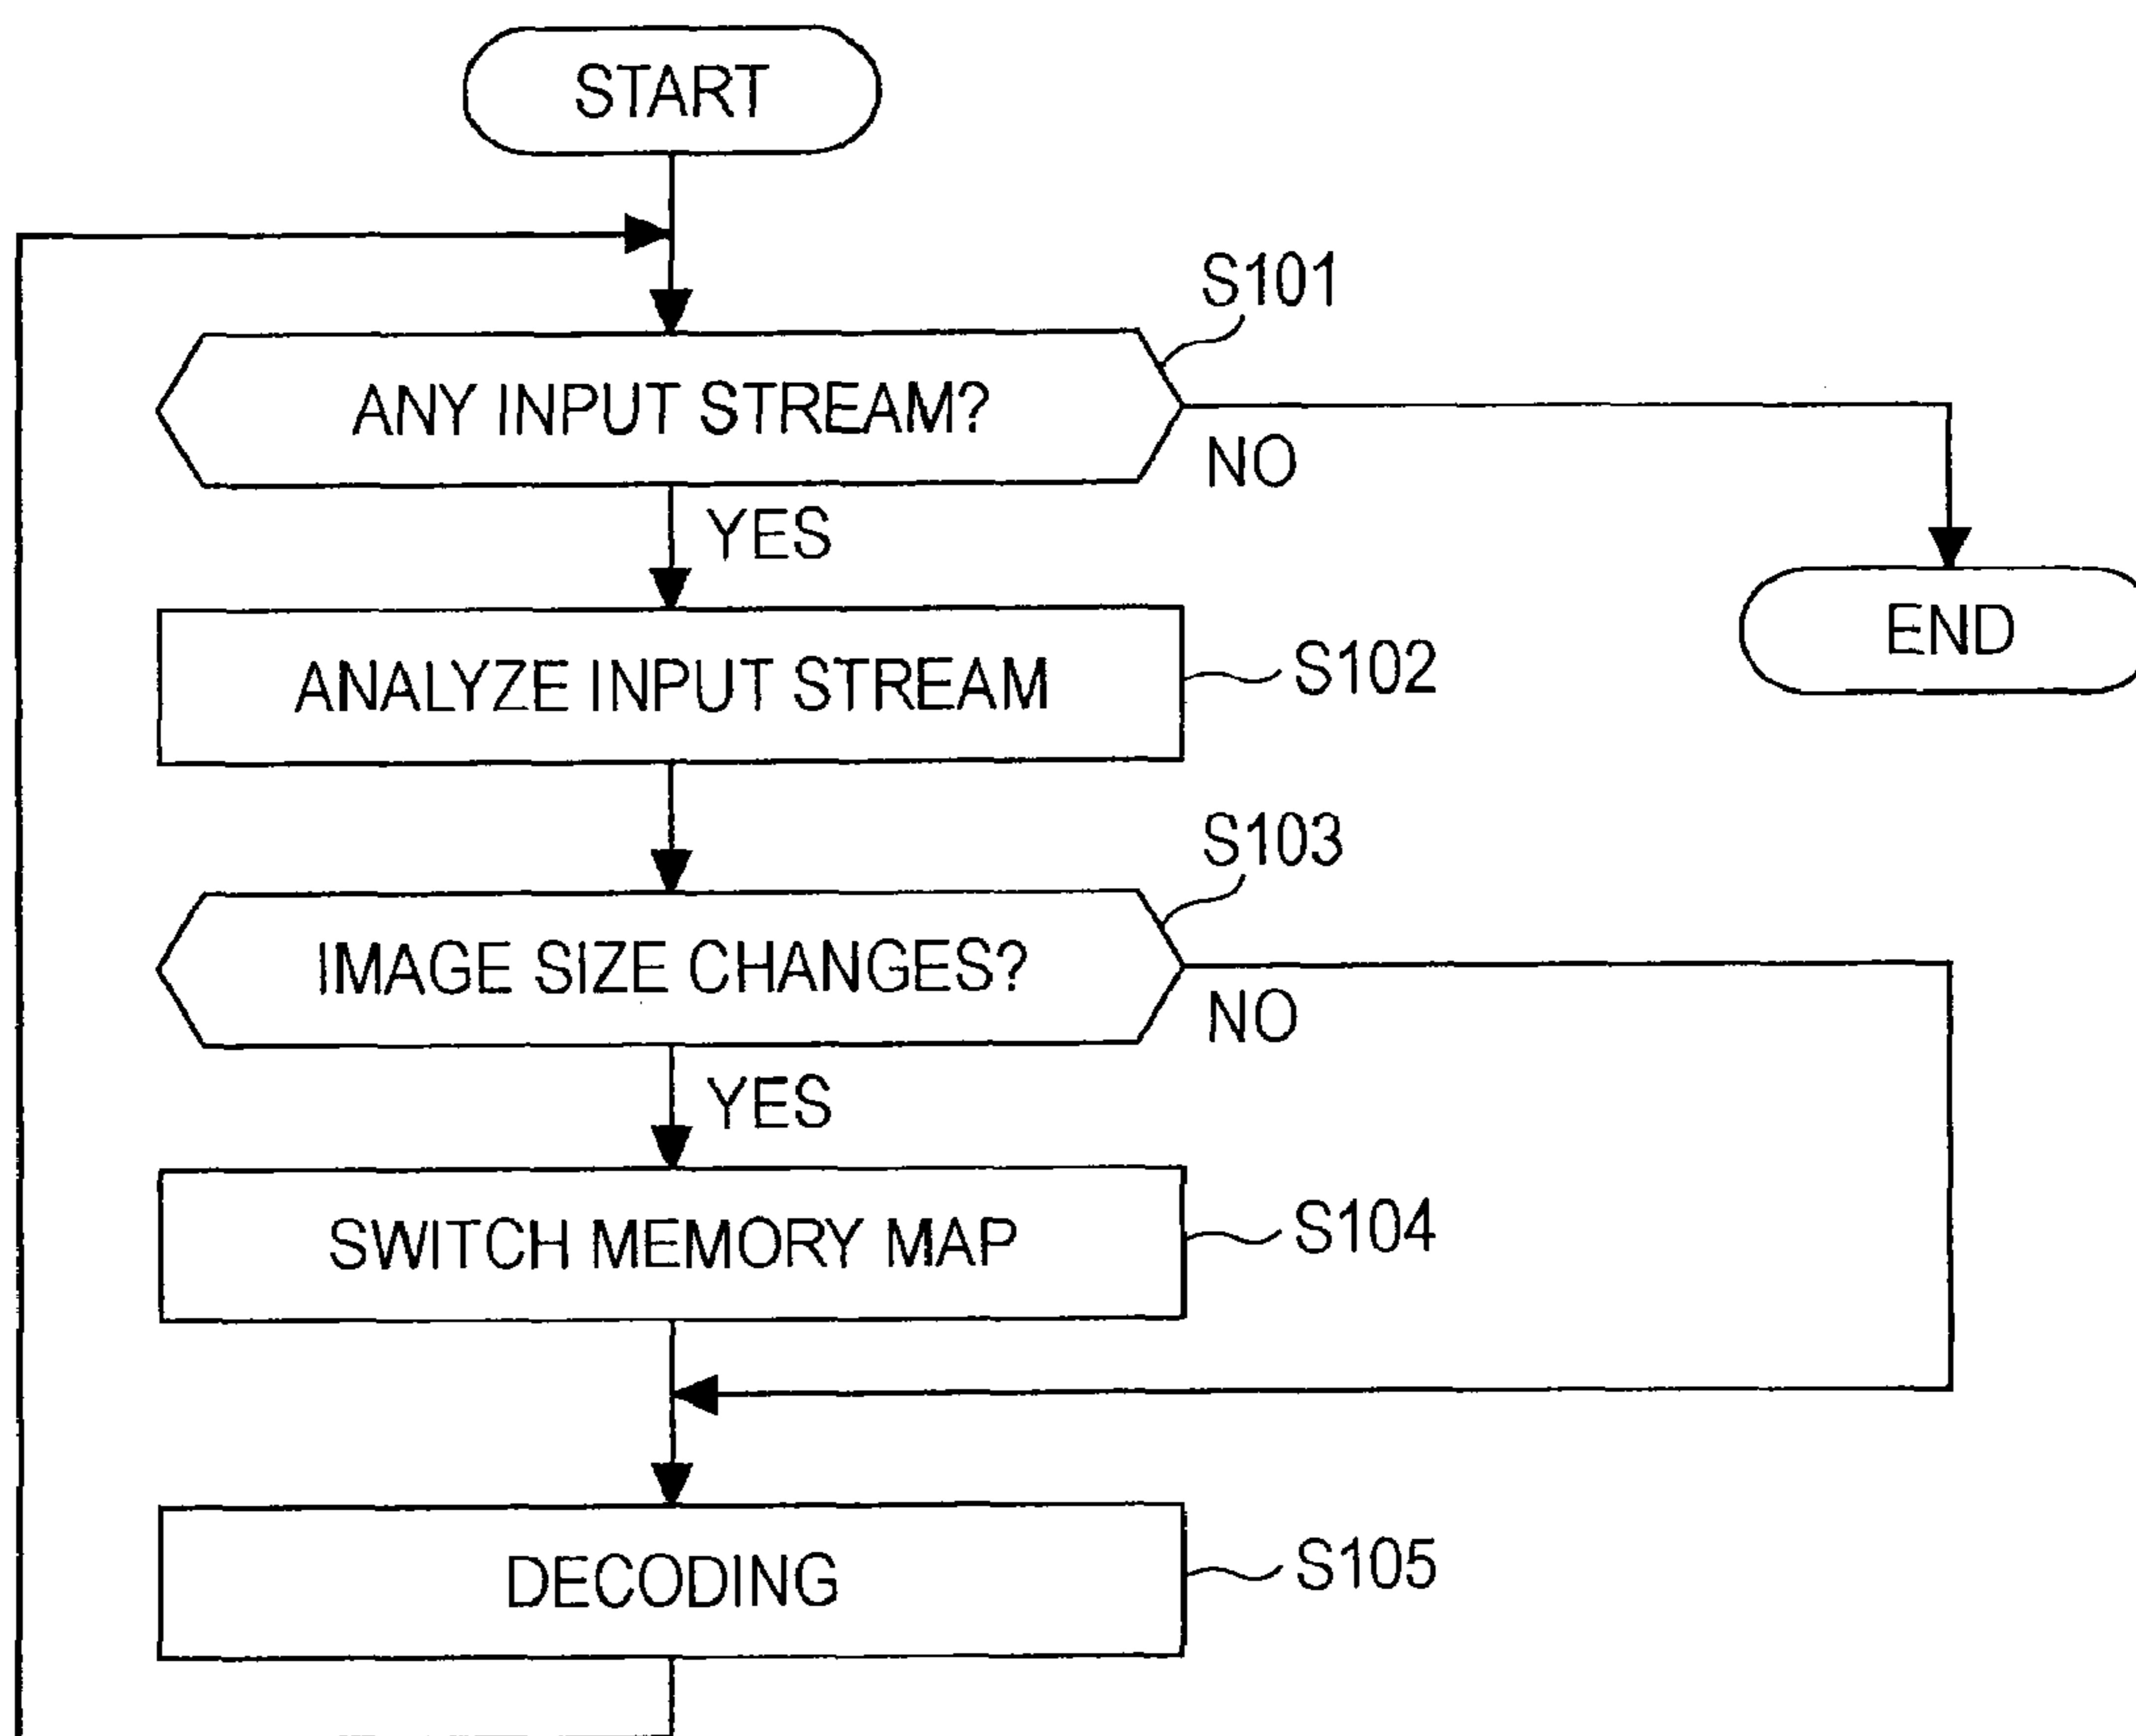 START
S101
ANY INPUT STREAM?
NO
YES
END
ANALYZE INPUT STREAM
S102
S103
IMAGE SIZE CHANGES?
NO
YES
SWITCH MEMORY MAP
S104
DECODING
S105